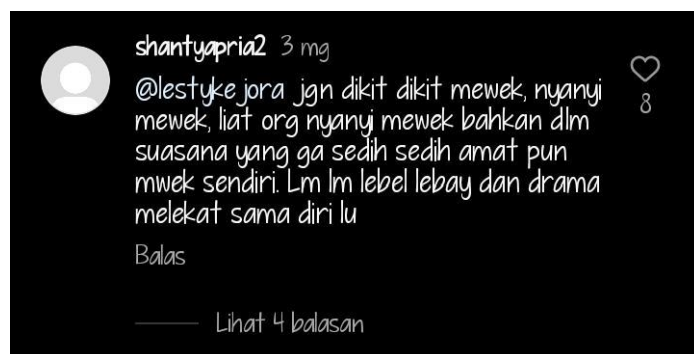 shantyapria2 3 mg
@lestykejora jgn dikit dikit mewek, nyanyi
mewek, liat org nyanyi mewek bahkan dlm
suasana yang ga sedih sedih amat pun
mwek sendiri. Lm lm lebel lebay dan drama
melekat sama diri lu
8
Balas
Lihat 4 balasan